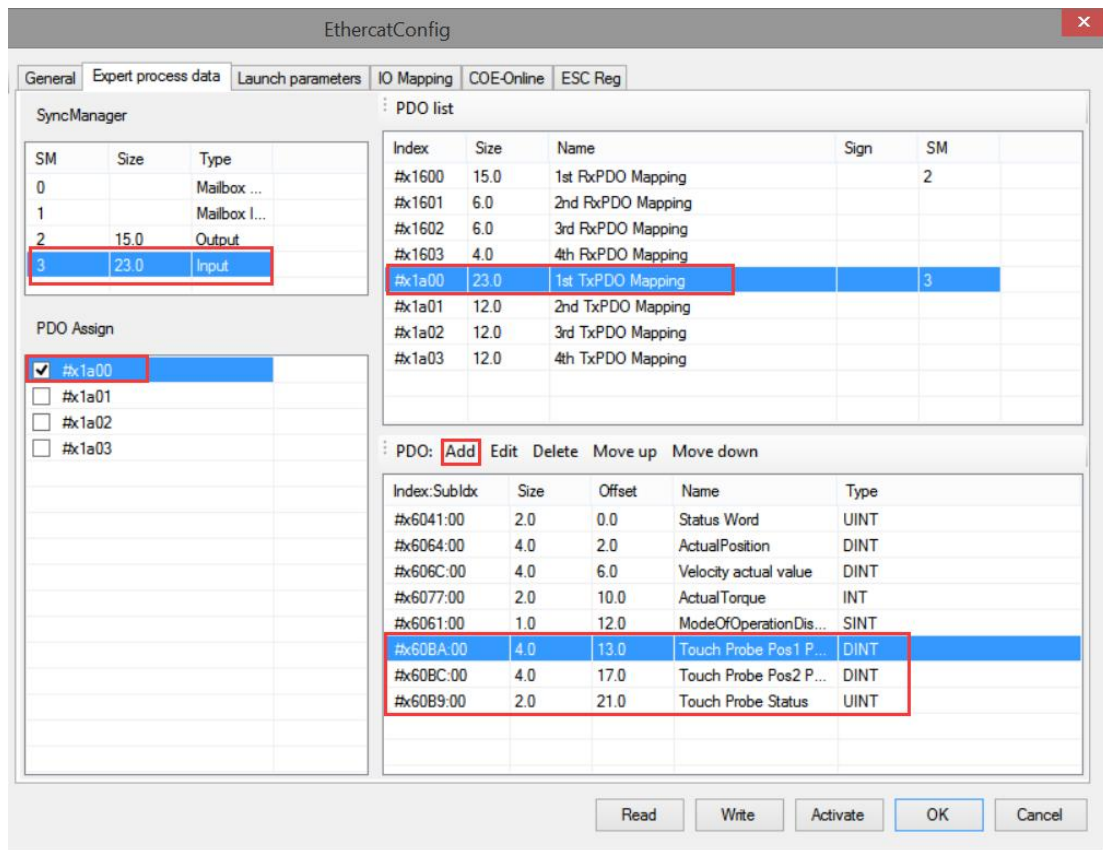 EthercatConfig
General Expert process data Launch parameters IO Mapping COE-Online ESC Reg
SyncManager
SM Size Type
0 Mailbox ...
1 Mailbox I...
2 15.0 Output
3 23.0 Input
PDO Assign
#x1a00
#x1a01
#x1a02
#x1a03
PDO list
Index Size Name Sign SM
#x1600 15.0 1st RxPDO Mapping 2
#x1601 6.0 2nd RxPDO Mapping
#x1602 6.0 3rd RxPDO Mapping
#x1603 4.0 4th RxPDO Mapping
#x1a00 23.0 1st TxPDO Mapping 3
#x1a01 12.0 2nd TxPDO Mapping
#x1a02 12.0 3rd TxPDO Mapping
#x1a03 12.0 4th TxPDO Mapping
PDO: Add Edit Delete Move up Move down
Index:SubIdx Size Offset Name Type
#x6041:00 2.0 0.0 Status Word UINT
#x6064:00 4.0 2.0 ActualPosition DINT
#x606C:00 4.0 6.0 Velocity actual value DINT
#x6077:00 2.0 10.0 ActualTorque INT
#x6061:00 1.0 12.0 ModeOfOperationDis... SINT
#x60BA:00 4.0 13.0 Touch Probe Pos1 P... DINT
#x60BC:00 4.0 17.0 Touch Probe Pos2 P... DINT
#x60B9:00 2.0 21.0 Touch Probe Status UINT
Read Write Activate OK Cancel